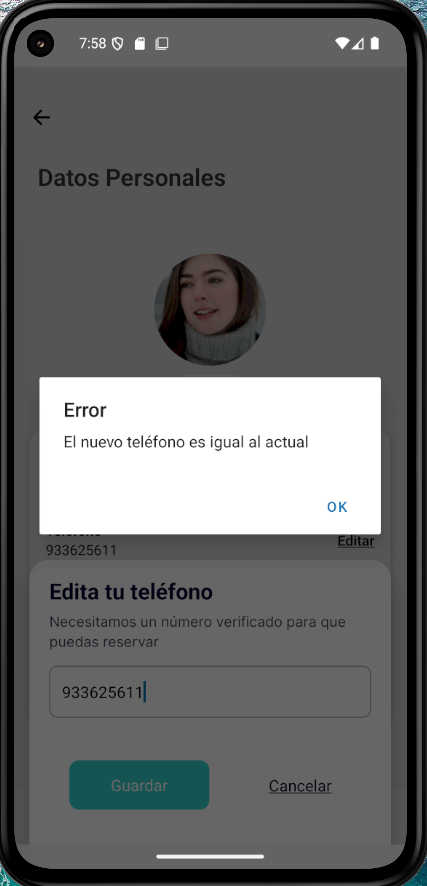 7:58
Datos Personales
Error
El nuevo teléfono es igual al actual
OK
933625611
Editar
Edita tu teléfono
Necesitamos un número verificado para que
puedas reservar
933625611
Guardar
Cancelar